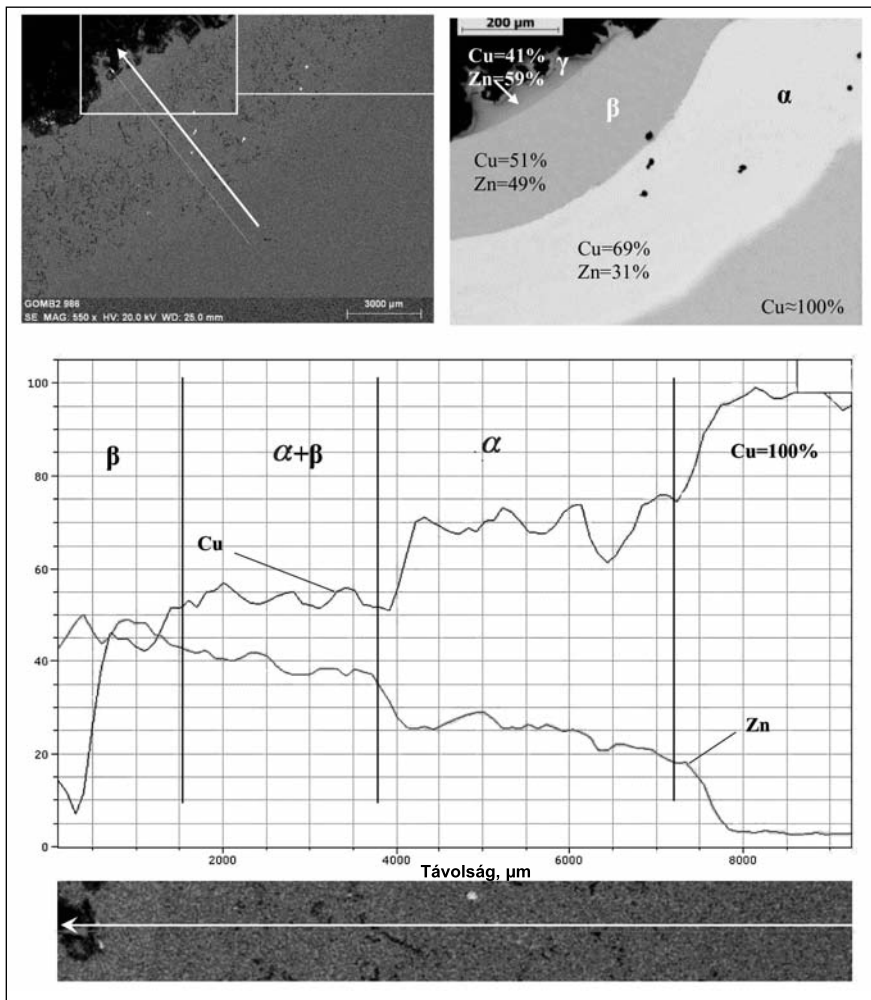 GOMB2 986
SE MAG: 550 x HV: 20.0 kV WD: 25.0 mm
3000 µm
200 µm
Cu=41%
Zn=59%
γ
β
α
Cu=51%
Zn=49%
Cu=69%
Zn=31%
Cu≈100%
100
80
60
40
20
0
β
α+β
α
Cu=100%
Cu
Zn
2000
4000
6000
8000
Távolság, µm